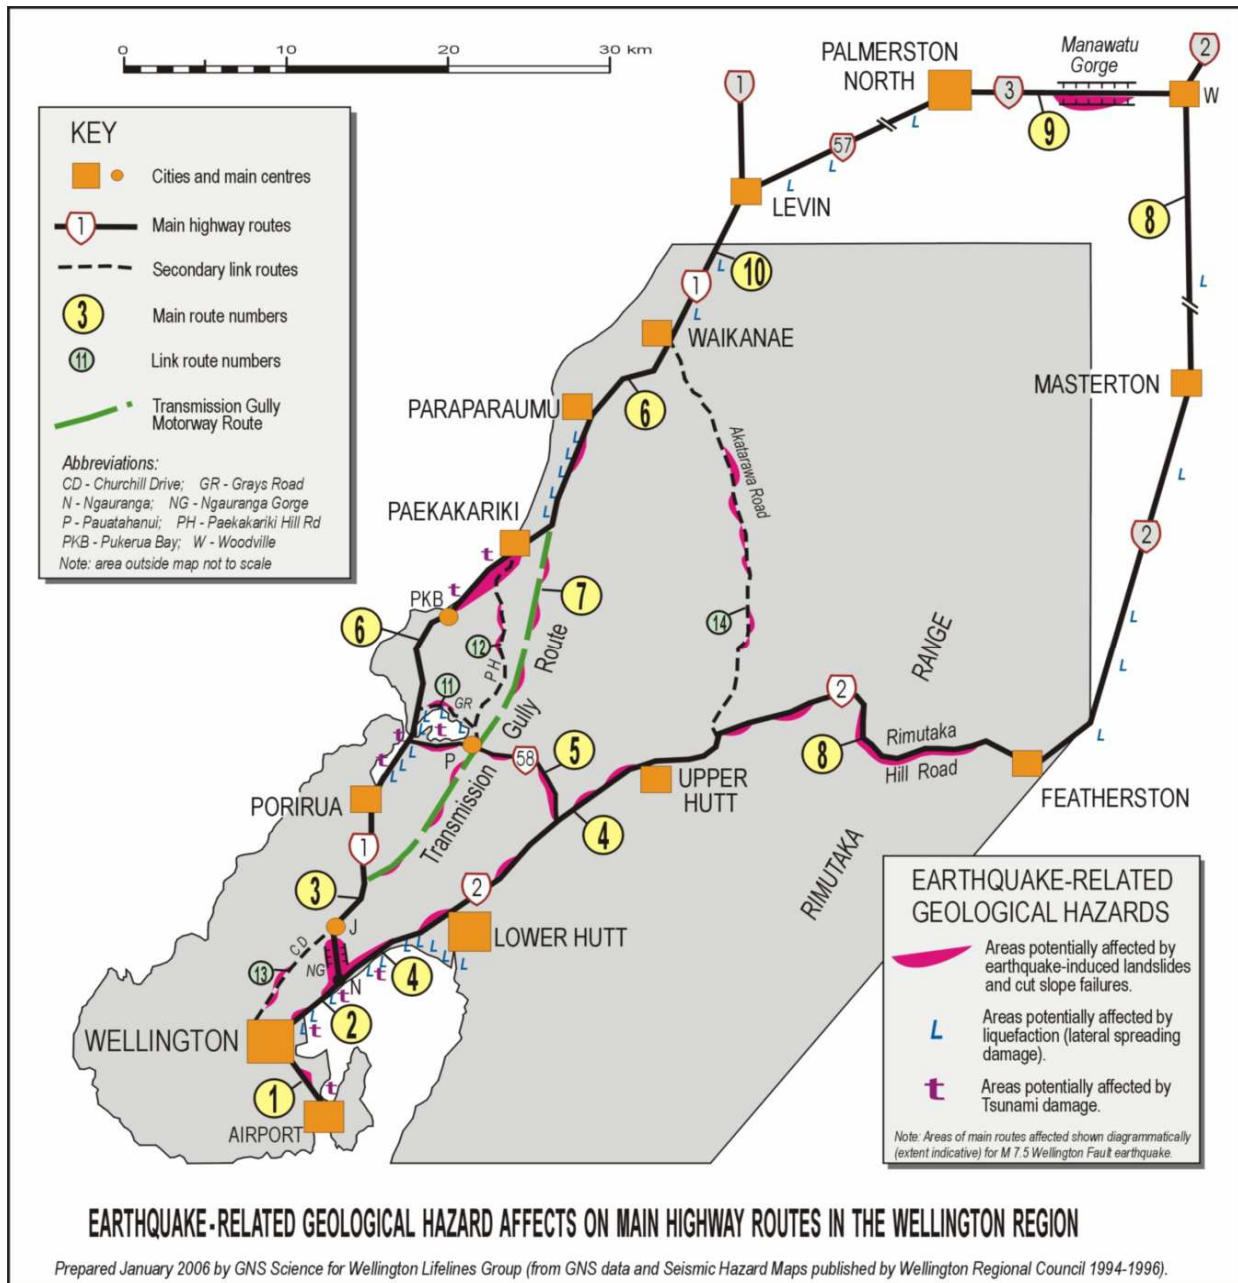 0 10 20 30 km
KEY
Cities and main centres
1 Main highway routes
Secondary link routes
3 Main route numbers
11 Link route numbers
Transmission Gully
Motorway Route
Abbreviations:
CD - Churchill Drive; GR - Grays Road
N - Ngauranga; NG - Ngauranga Gorge
P - Pauatahanui; PH - Paekakariki Hill Rd
PKB - Pukerua Bay; W - Woodville
Note: area outside map not to scale
PALMERSTON
NORTH
Manawatu
Gorge
2
1
3
W
9
L
57
L
L
8
LEVIN
10
L
1
L
L
WAIKANAE
MASTERTON
6
PARAPARAUMU
L
L
L
L
L
L
Akatarawa Road
L
PAEKAKARIKI
2
t
t
PKB
7
14
L
6
12
P H
Route
RANGE
L
11
GR
2
L
L
L
L
t
Gully
t
P
58
5
8
Rimutaka
Hill Road
L
t
L
L
L
PORIRUA
UPPER
HUTT
FEATHERSTON
Transmission
4
1
RIMUTAKA
3
2
J
LOWER HUTT
C D
13
NG
L
L
L
L
L
L
L
L
t
4
N
L
t
WELLINGTON
L
L
t
2
1
t
AIRPORT
EARTHQUAKE-RELATED
GEOLOGICAL HAZARDS
Areas potentially affected by
earthquake-induced landslides
and cut slope failures.
L Areas potentially affected by
liquefaction (lateral spreading
damage).
t Areas potentially affected by
Tsunami damage.
Note: Areas of main routes affected shown diagrammatically
(extent indicative) for M 7.5 Wellington Fault earthquake.
EARTHQUAKE-RELATED GEOLOGICAL HAZARD AFFECTS ON MAIN HIGHWAY ROUTES IN THE WELLINGTON REGION
Prepared January 2006 by GNS Science for Wellington Lifelines Group (from GNS data and Seismic Hazard Maps published by Wellington Regional Council 1994-1996).